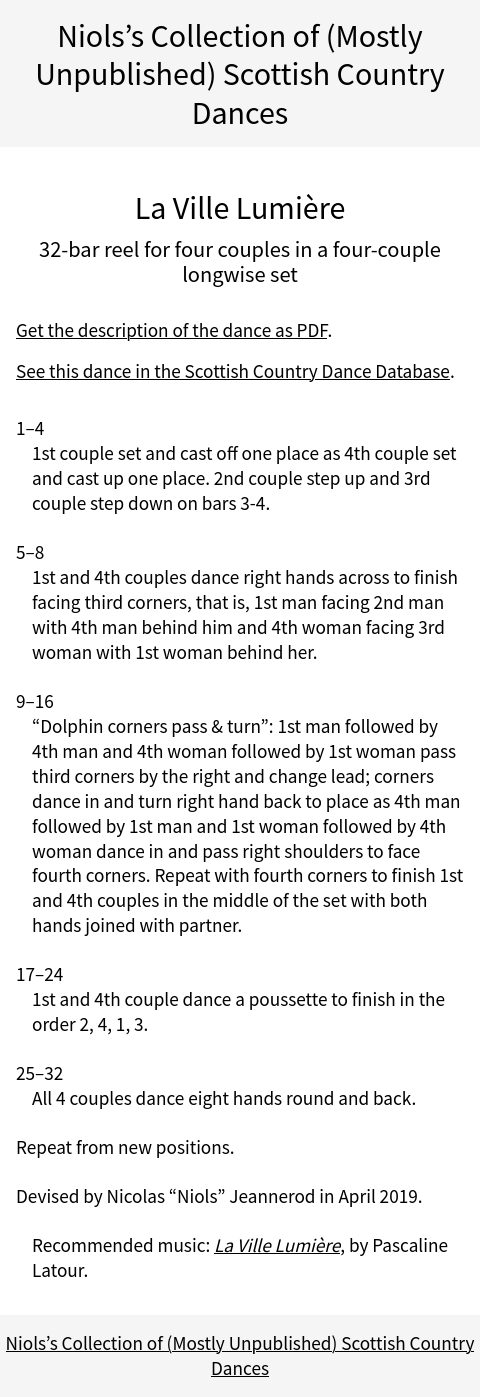 Niols’s Collection of (Mostly
Unpublished) Scottish Country
Dances
La Ville Lumière
32-bar reel for four couples in a four-couple
longwise set
Get the description of the dance as PDF.
See this dance in the Scottish Country Dance Database.
1–4
1st couple set and cast off one place as 4th couple set
and cast up one place. 2nd couple step up and 3rd
couple step down on bars 3-4.
5–8
1st and 4th couples dance right hands across to finish
facing third corners, that is, 1st man facing 2nd man
with 4th man behind him and 4th woman facing 3rd
woman with 1st woman behind her.
9–16
“Dolphin corners pass & turn”: 1st man followed by
4th man and 4th woman followed by 1st woman pass
third corners by the right and change lead; corners
dance in and turn right hand back to place as 4th man
followed by 1st man and 1st woman followed by 4th
woman dance in and pass right shoulders to face
fourth corners. Repeat with fourth corners to finish 1st
and 4th couples in the middle of the set with both
hands joined with partner.
17–24
1st and 4th couple dance a poussette to finish in the
order 2, 4, 1, 3.
25–32
All 4 couples dance eight hands round and back.
Repeat from new positions.
Devised by Nicolas “Niols” Jeannerod in April 2019.
Recommended music: La Ville Lumière, by Pascaline
Latour.
Niols’s Collection of (Mostly Unpublished) Scottish Country
Dances